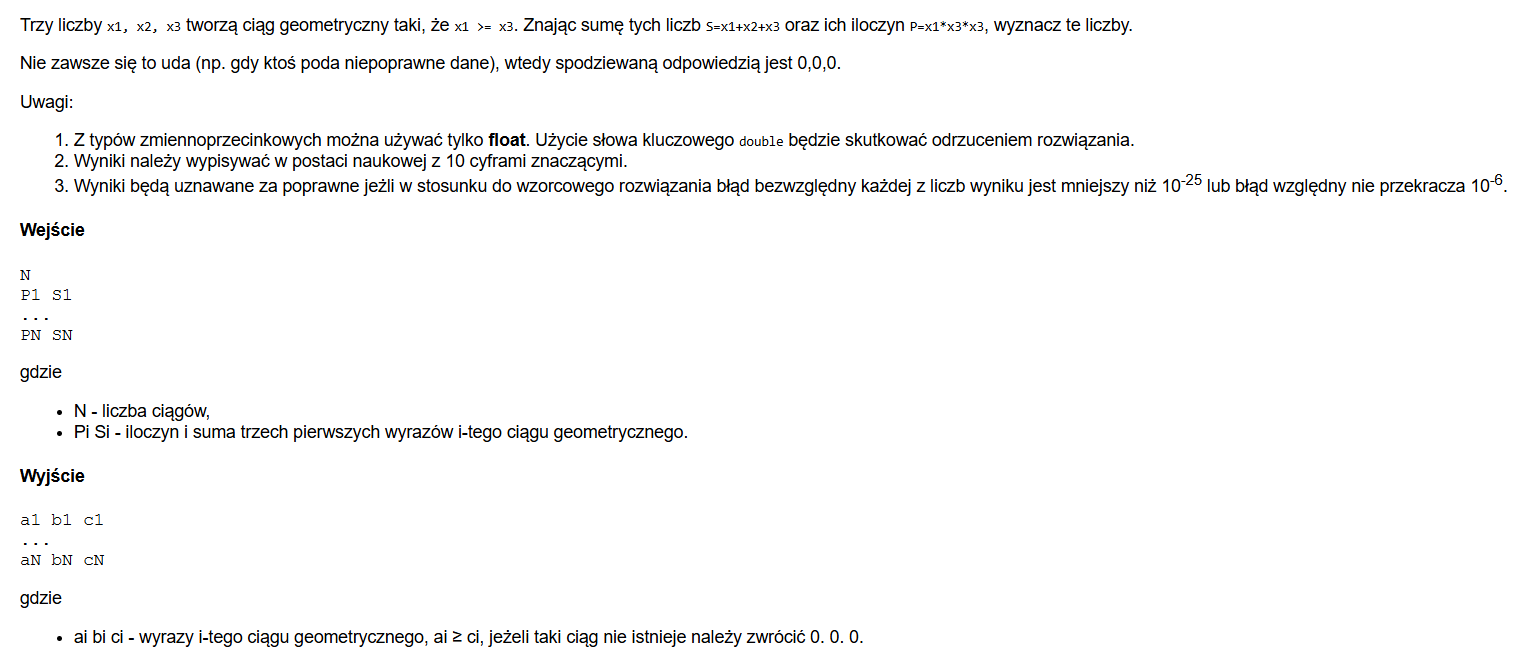 Trzy liczby x1, x2, x3 tworzą ciąg geometryczny taki, że x1 >= x3. Znając sumę tych liczb S=x1+x2+x3 oraz ich iloczyn P=x1*x3*x3, wyznacz te liczby.
Nie zawsze się to uda (np. gdy ktoś poda niepoprawne dane), wtedy spodziewaną odpowiedzią jest 0,0,0.
Uwagi:
1. Z typów zmiennoprzecinkowych można używać tylko float. Użycie słowa kluczowego double będzie skutkować odrzuceniem rozwiązania.
2. Wyniki należy wypisywać w postaci naukowej z 10 cyframi znaczącymi.
3. Wyniki będą uznawane za poprawne jeżli w stosunku do wzorcowego rozwiązania błąd bezwzględny każdej z liczb wyniku jest mniejszy niż 10^-25 lub błąd względny nie przekracza 10^-6.
Wejście
N
P1 S1
...
PN SN
gdzie
• N - liczba ciągów,
• Pi Si - iloczyn i suma trzech pierwszych wyrazów i-tego ciągu geometrycznego.
Wyjście
a1 b1 c1
...
aN bN cN
gdzie
• ai bi ci - wyrazy i-tego ciągu geometrycznego, ai ≥ ci, jeżeli taki ciąg nie istnieje należy zwrócić 0. 0. 0.